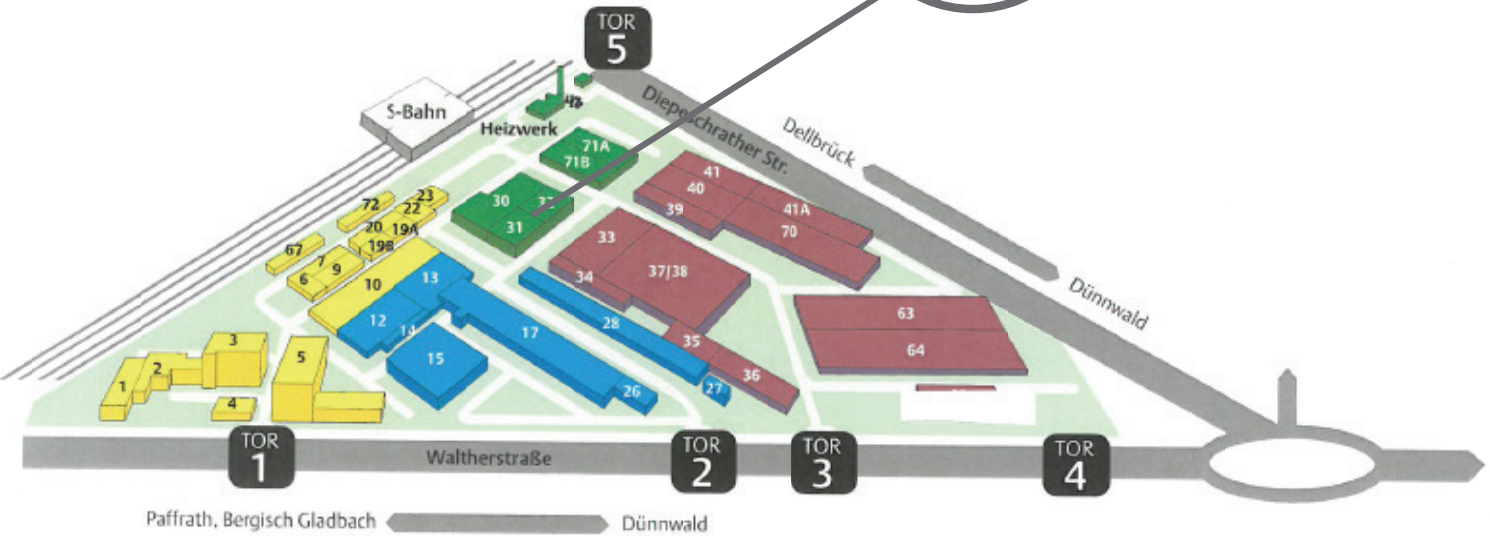 TOR
5
S-Bahn
Heizwerk
Diepeschrather Str.
Dellbrück
Dünnwald
71A
71B
30
31
41
40
39
41A
70
72
23
22
20
19A
19B
67
7
9
6
10
13
12
14
15
17
28
33
34
37/38
35
36
26
27
63
64
3
2
1
4
5
TOR
1
Waltherstraße
TOR
2
TOR
3
TOR
4
Paffrath, Bergisch Gladbach
Dünnwald